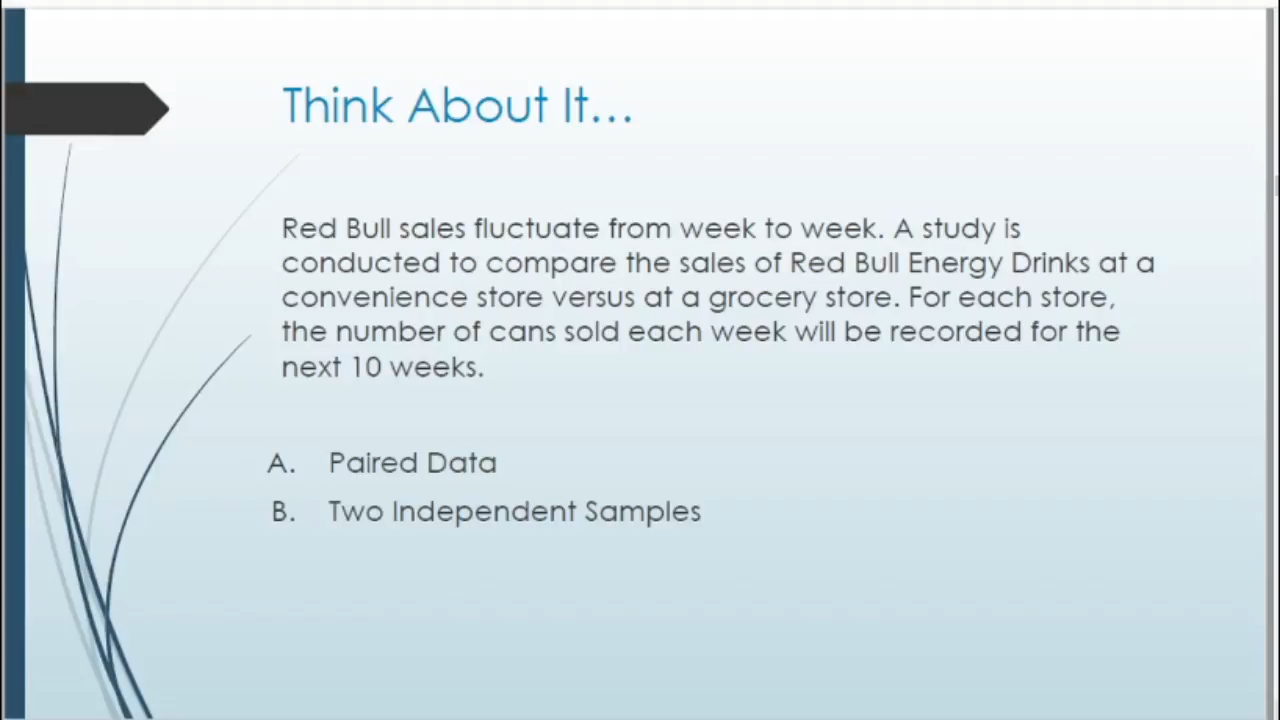 Think About It...
Red Bull sales fluctuate from week to week. A study is
conducted to compare the sales of Red Bull Energy Drinks at a
convenience store versus at a grocery store. For each store,
the number of cans sold each week will be recorded for the
next 10 weeks.
A. Paired Data
B. Two Independent Samples